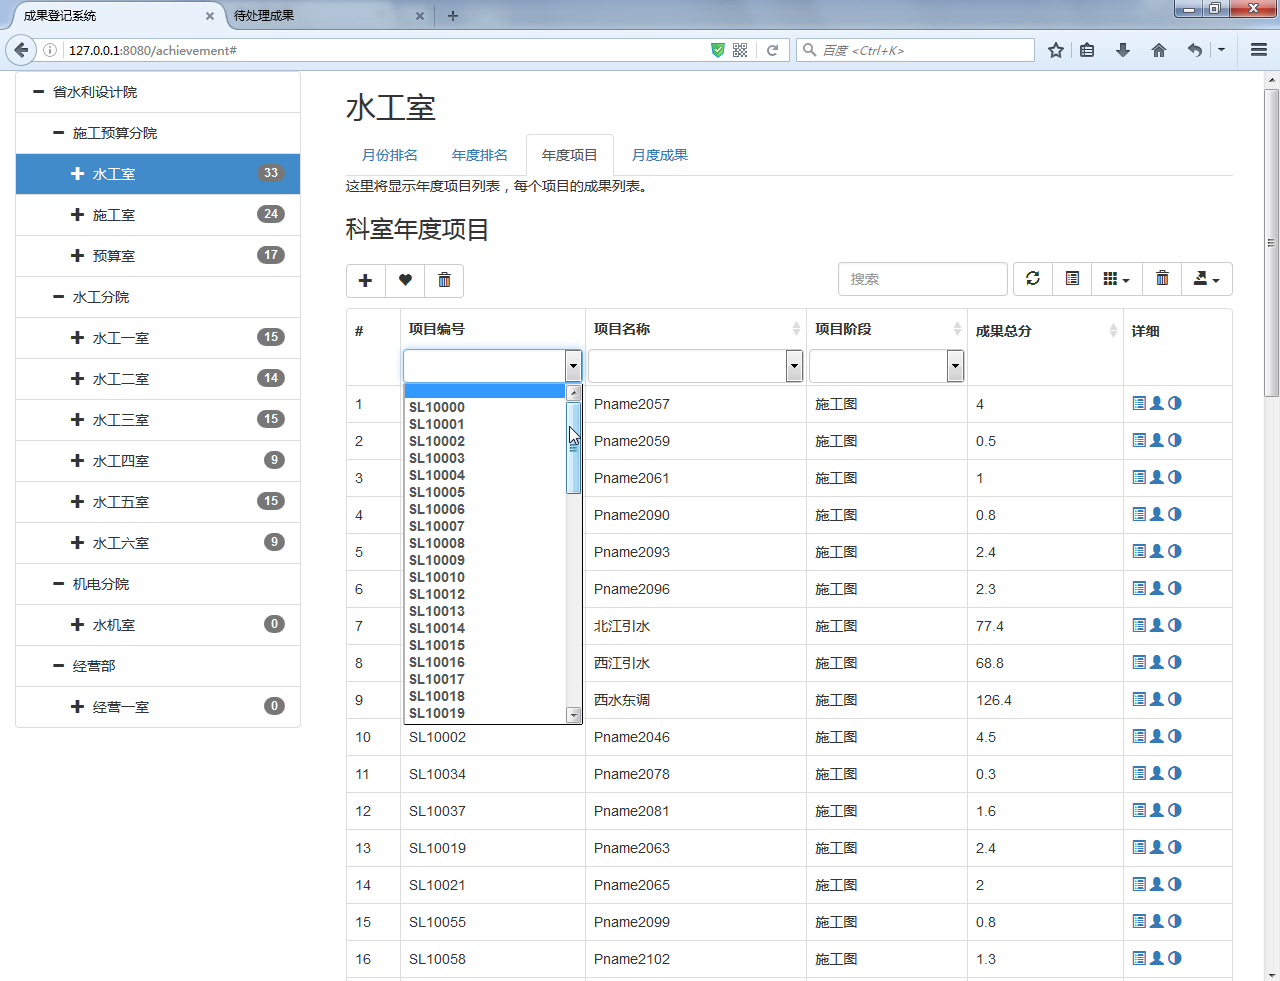 成果登记系统
待处理成果
127.0.0.1:8080/achievement#
百度 <Ctrl+K>
省水利设计院
施工预算分院
水工室 33
施工室 24
预算室 17
水工分院
水工一室 15
水工二室 14
水工三室 15
水工四室 9
水工五室 15
水工六室 9
机电分院
水机室 0
经营部
经营一室 0
水工室
月份排名 年度排名 年度项目 月度成果
这里将显示年度项目列表，每个项目的成果列表。
科室年度项目
搜索
# 项目编号 项目名称 项目阶段 成果总分 详细
SL10000
SL10001
SL10002
SL10003
SL10004
SL10005
SL10006
SL10007
SL10008
SL10009
SL10010
SL10012
SL10013
SL10014
SL10015
SL10016
SL10017
SL10018
SL10019
1 Pname2057 施工图 4
2 Pname2059 施工图 0.5
3 Pname2061 施工图 1
4 Pname2090 施工图 0.8
5 Pname2093 施工图 2.4
6 Pname2096 施工图 2.3
7 北江引水 施工图 77.4
8 西江引水 施工图 68.8
9 西水东调 施工图 126.4
10 SL10002 Pname2046 施工图 4.5
11 SL10034 Pname2078 施工图 0.3
12 SL10037 Pname2081 施工图 1.6
13 SL10019 Pname2063 施工图 2.4
14 SL10021 Pname2065 施工图 2
15 SL10055 Pname2099 施工图 0.8
16 SL10058 Pname2102 施工图 1.3